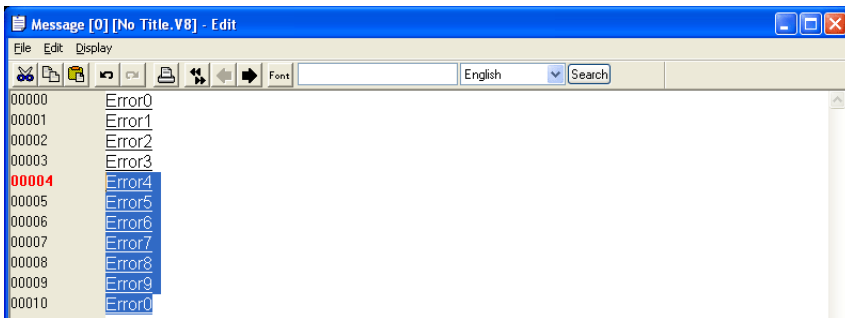 Message [0] [No Title.V8] - Edit
File Edit Display
Font English Search
00000 Error0
00001 Error1
00002 Error2
00003 Error3
00004 Error4
00005 Error5
00006 Error6
00007 Error7
00008 Error8
00009 Error9
00010 Error0